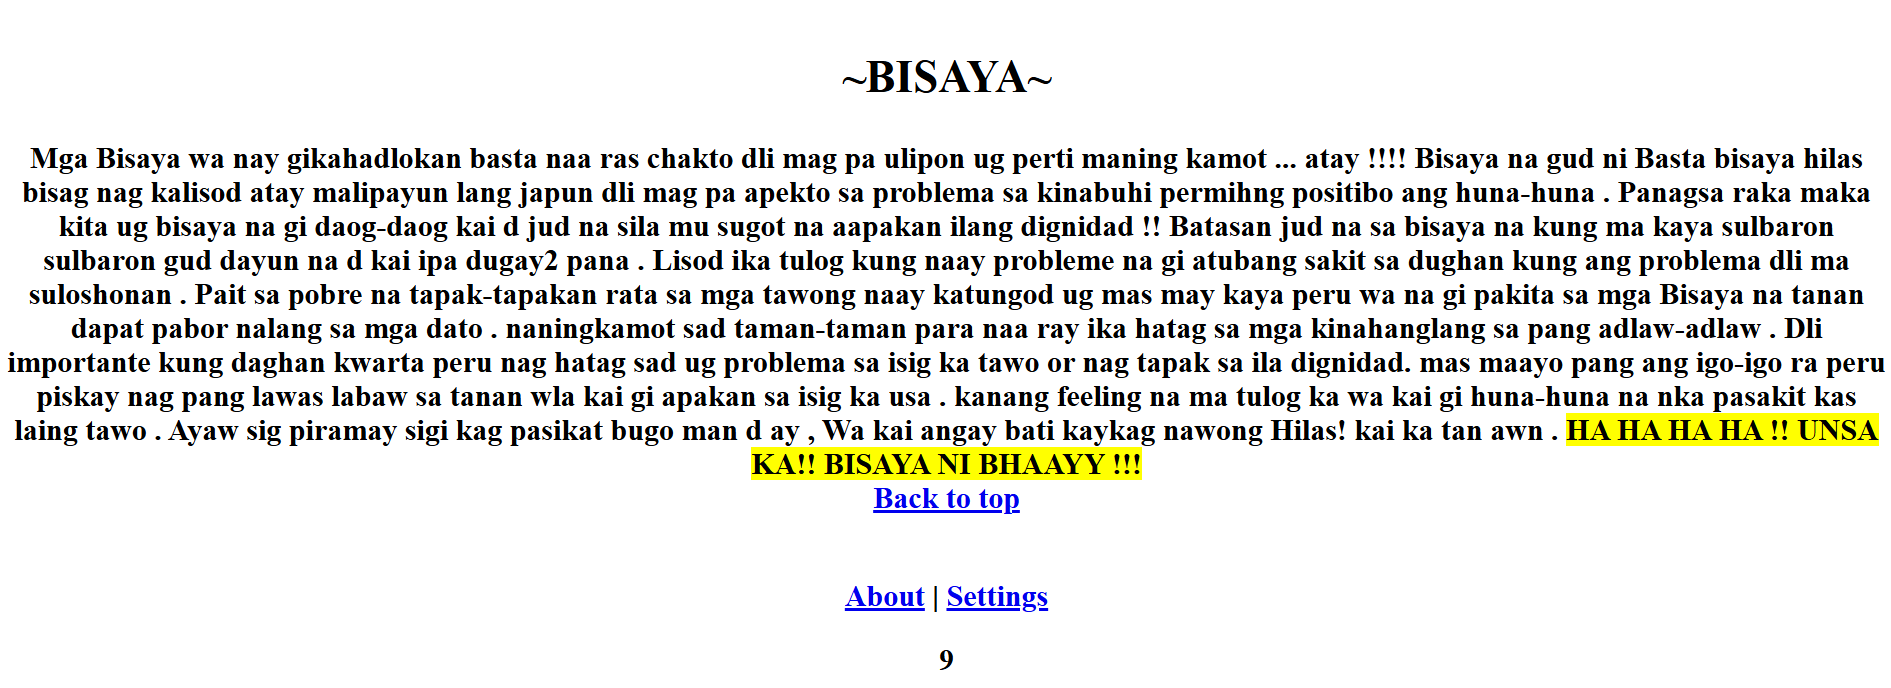 ~BISAYA~
Mga Bisaya wa nay gikahadlokan basta naa ras chakto dli mag pa ulipon ug perti maning kamot ... atay !!!! Bisaya na gud ni Basta bisaya hilas
bisag nag kalisod atay malipayun lang japun dli mag pa apekto sa problema sa kinabuhi permihng positibo ang huna-huna . Panagsa raka maka
kita ug bisaya na gi daog-daog kai d jud na sila mu sugot na aapakan ilang dignidad !! Batasan jud na sa bisaya na kung ma kaya sulbaron
sulbaron gud dayun na d kai ipa dugay2 pana . Lisod ika tulog kung naay probleme na gi atubang sakit sa dughan kung ang problema dli ma
suloshonan . Pait sa pobre na tapak-tapakan rata sa mga tawong naay katungod ug mas may kaya peru wa na gi pakita sa mga Bisaya na tanan
dapat pabor nalang sa mga dato . naningkamot sad taman-taman para naa ray ika hatag sa mga kinahanglang sa pang adlaw-adlaw . Dli
importante kung daghan kwarta peru nag hatag sad ug problema sa isig ka tawo or nag tapak sa ila dignidad. mas maayo pang ang igo-igo ra peru
piskay nag pang lawas labaw sa tanan wla kai gi apakan sa isig ka usa . kanang feeling na ma tulog ka wa kai gi huna-huna na nka pasakit kas
laing tawo . Ayaw sig piramay sigi kag pasikat bugo man d ay , Wa kai angay bati kaykag nawong Hilas! kai ka tan awn . HA HA HA HA !! UNSA
KA!! BISAYA NI BHAAYY !!!
Back to top
About | Settings
9